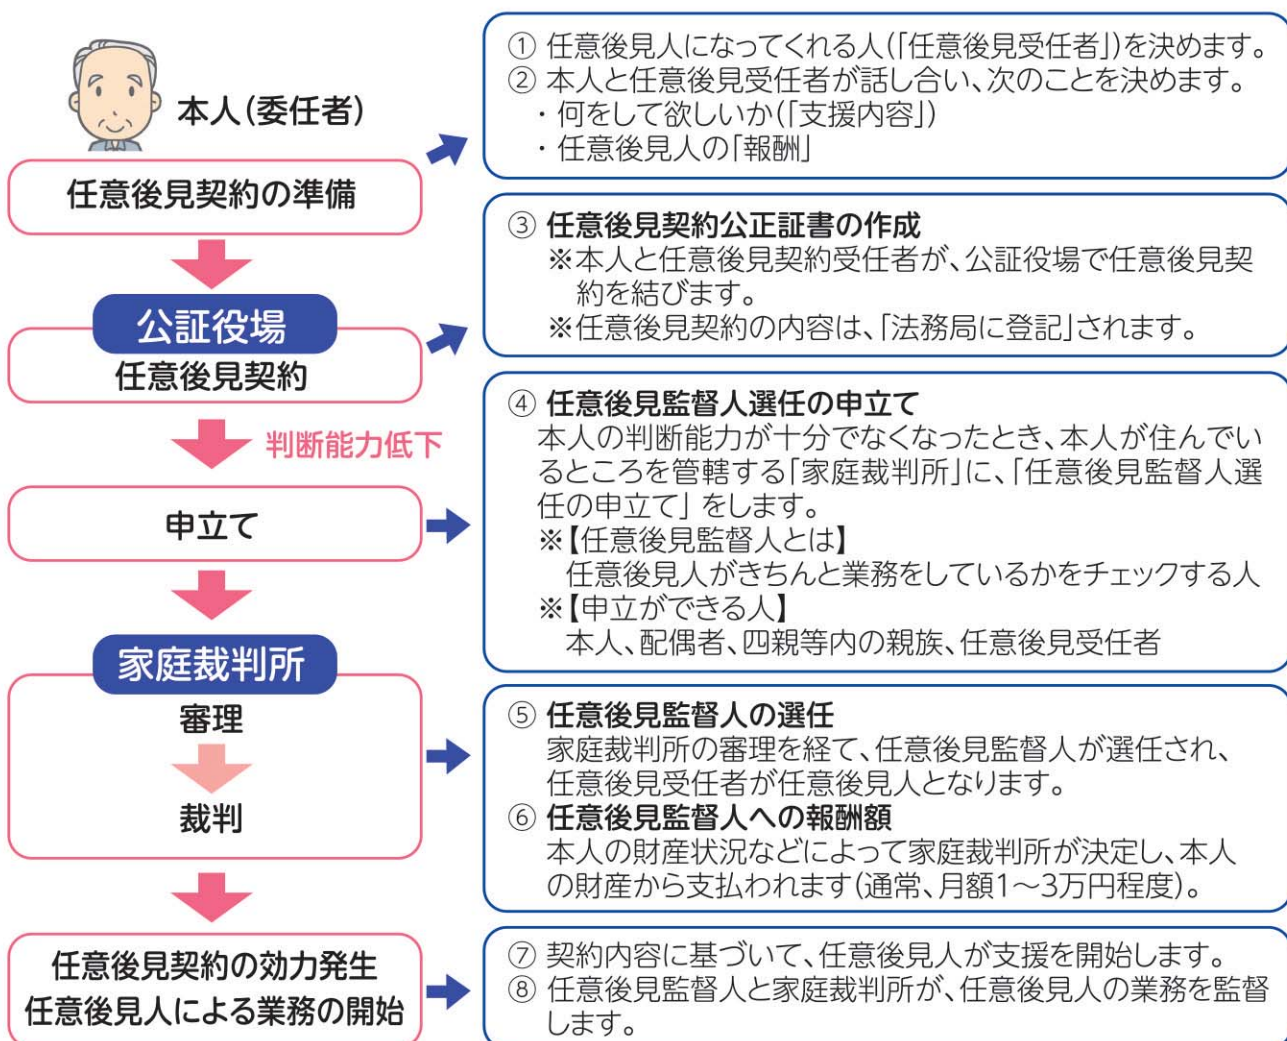 本人(委任者)
任意後見契約の準備
① 任意後見人になってくれる人(「任意後見受任者」)を決めます。
② 本人と任意後見受任者が話し合い、次のことを決めます。
・何をして欲しいか(「支援内容」)
・任意後見人の「報酬」
公証役場
任意後見契約
③ 任意後見契約公正証書の作成
※本人と任意後見契約受任者が、公証役場で任意後見契
約を結びます。
※任意後見契約の内容は、「法務局に登記」されます。
判断能力低下
申立て
④ 任意後見監督人選任の申立て
本人の判断能力が十分でなくなったとき、本人が住んでい
るところを管轄する「家庭裁判所」に、「任意後見監督人選
任の申立て」 をします。
※【任意後見監督人とは】
任意後見人がきちんと業務をしているかをチェックする人
※【申立ができる人】
本人、配偶者、四親等内の親族、任意後見受任者
家庭裁判所
審理
裁判
⑤ 任意後見監督人の選任
家庭裁判所の審理を経て、任意後見監督人が選任され、
任意後見受任者が任意後見人となります。
⑥ 任意後見監督人への報酬額
本人の財産状況などによって家庭裁判所が決定し、本人
の財産から支払われます(通常、月額1〜3万円程度)。
任意後見契約の効力発生
任意後見人による業務の開始
⑦ 契約内容に基づいて、任意後見人が支援を開始します。
⑧ 任意後見監督人と家庭裁判所が、任意後見人の業務を監督
します。